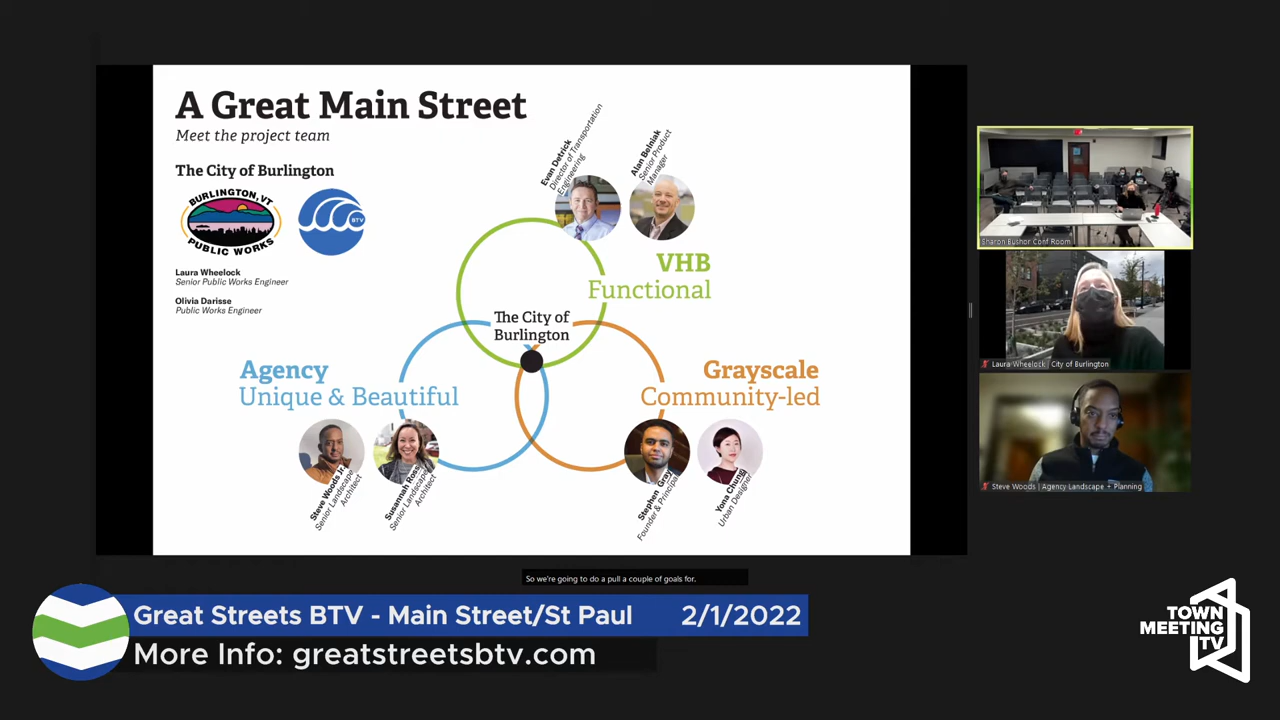 A Great Main Street
Meet the project team
The City of Burlington
BURLINGTON, VT
PUBLIC WORKS
BTV
Laura Wheelock
Senior Public Works Engineer
Olivia Darisse
Public Works Engineer
Evan Detrick
Director of Transportation
Engineering
Alan Belniak
Senior Product
Manager
VHB
Functional
The City of
Burlington
Agency
Unique & Beautiful
Grayscale
Community-led
Steve Woods Jr.
Senior Landscape
Architect
Susannah Ross
Senior Landscape
Architect
Stephen Gray
Founder & Principal
Yona Chung
Urban Designer
Sharon Bushor Conf Room
Laura Wheelock | City of Burlington
Steve Woods | Agency Landscape + Planning
So we're going to do a pull a couple of goals for.
Great Streets BTV - Main Street/St Paul 2/1/2022
More Info: greatstreetsbtv.com
TOWN
MEETING
TV